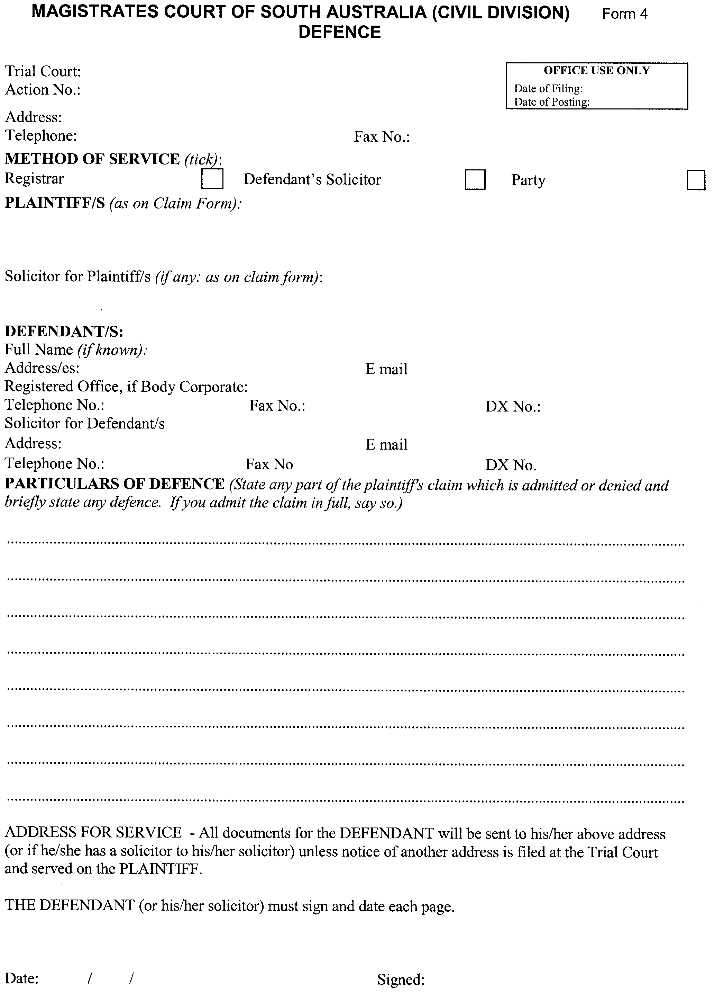 MAGISTRATES COURT OF SOUTH AUSTRALIA (CIVIL DIVISION) Form 4
DEFENCE
Trial Court:
Action No.:
OFFICE USE ONLY
Date of Filing:
Date of Posting:
Address:
Telephone: Fax No.:
METHOD OF SERVICE (tick):
Registrar Defendant's Solicitor Party
PLAINTIFF/S (as on Claim Form):
Solicitor for Plaintiff/s (if any: as on claim form):
DEFENDANT/S:
Full Name (if known):
Address/es: E mail
Registered Office, if Body Corporate:
Telephone No.: Fax No.: DX No.:
Solicitor for Defendant/s
Address: E mail
Telephone No.: Fax No DX No.
PARTICULARS OF DEFENCE (State any part of the plaintiff's claim which is admitted or denied and
briefly state any defence. If you admit the claim in full, say so.)
ADDRESS FOR SERVICE - All documents for the DEFENDANT will be sent to his/her above address
(or if he/she has a solicitor to his/her solicitor) unless notice of another address is filed at the Trial Court
and served on the PLAINTIFF.
THE DEFENDANT (or his/her solicitor) must sign and date each page.
Date: / / Signed: